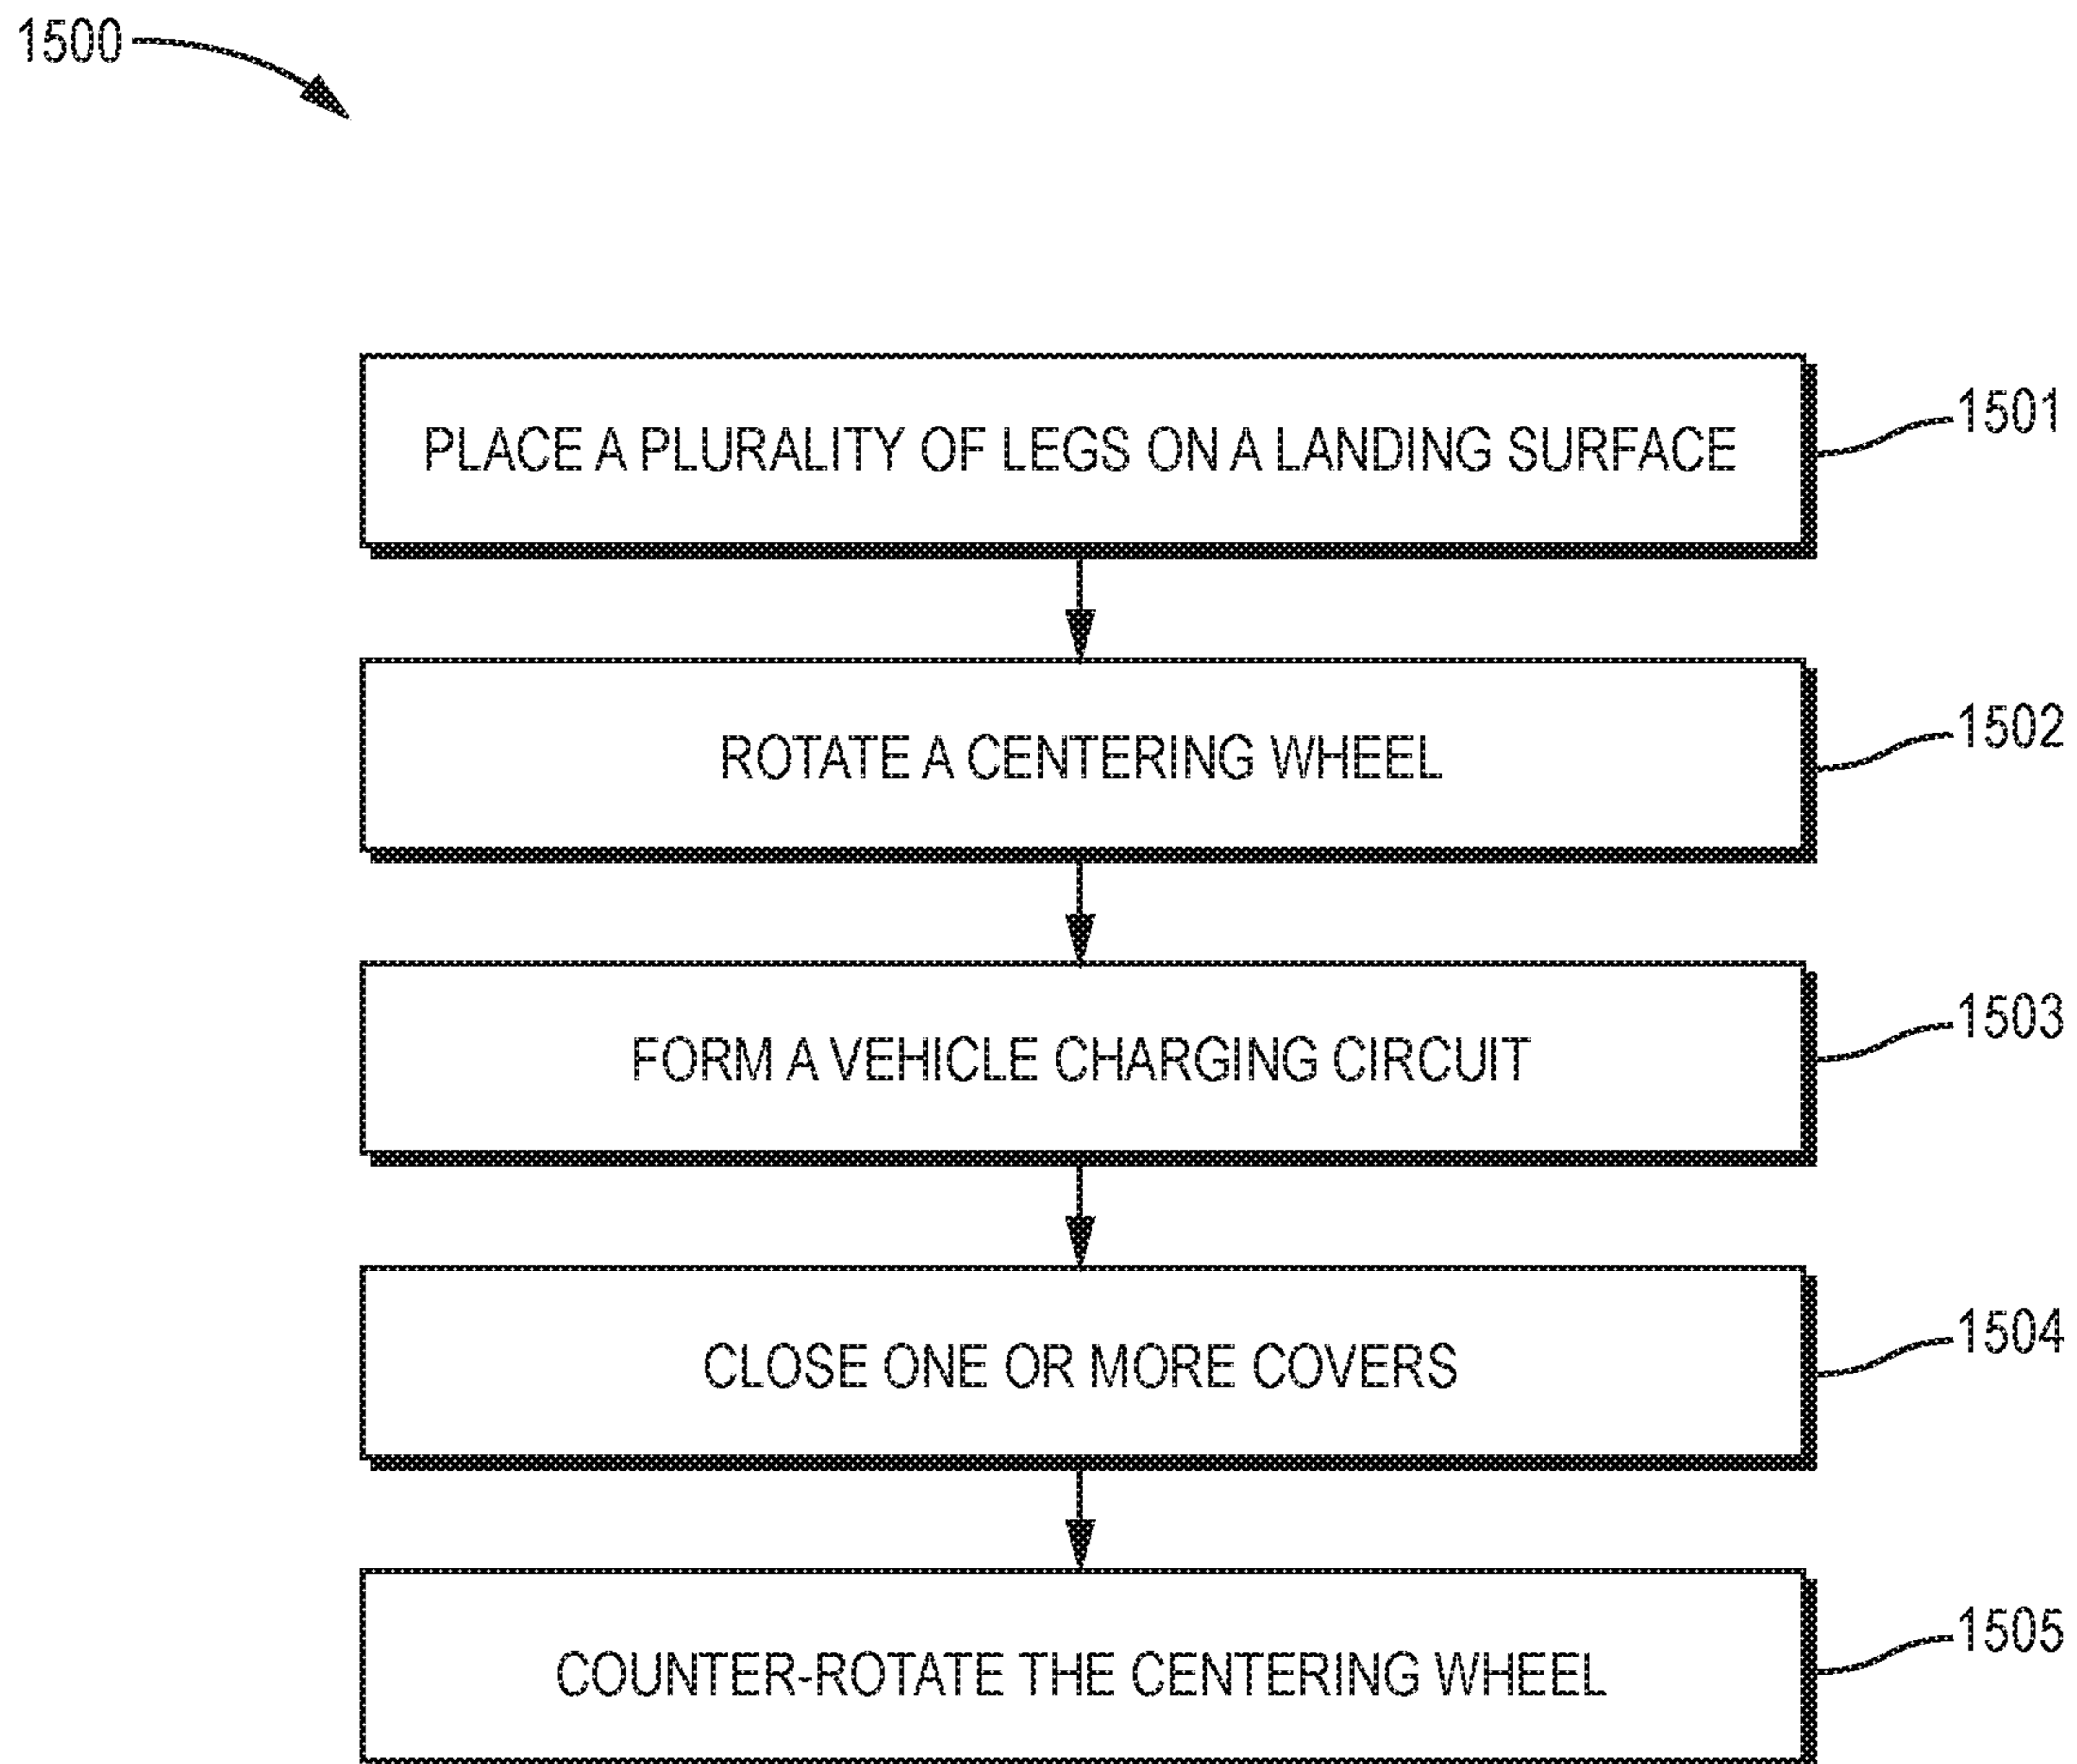 1500
PLACE A PLURALITY OF LEGS ON A LANDING SURFACE
1501
ROTATE A CENTERING WHEEL
1502
FORM A VEHICLE CHARGING CIRCUIT
1503
CLOSE ONE OR MORE COVERS
1504
COUNTER-ROTATE THE CENTERING WHEEL
1505